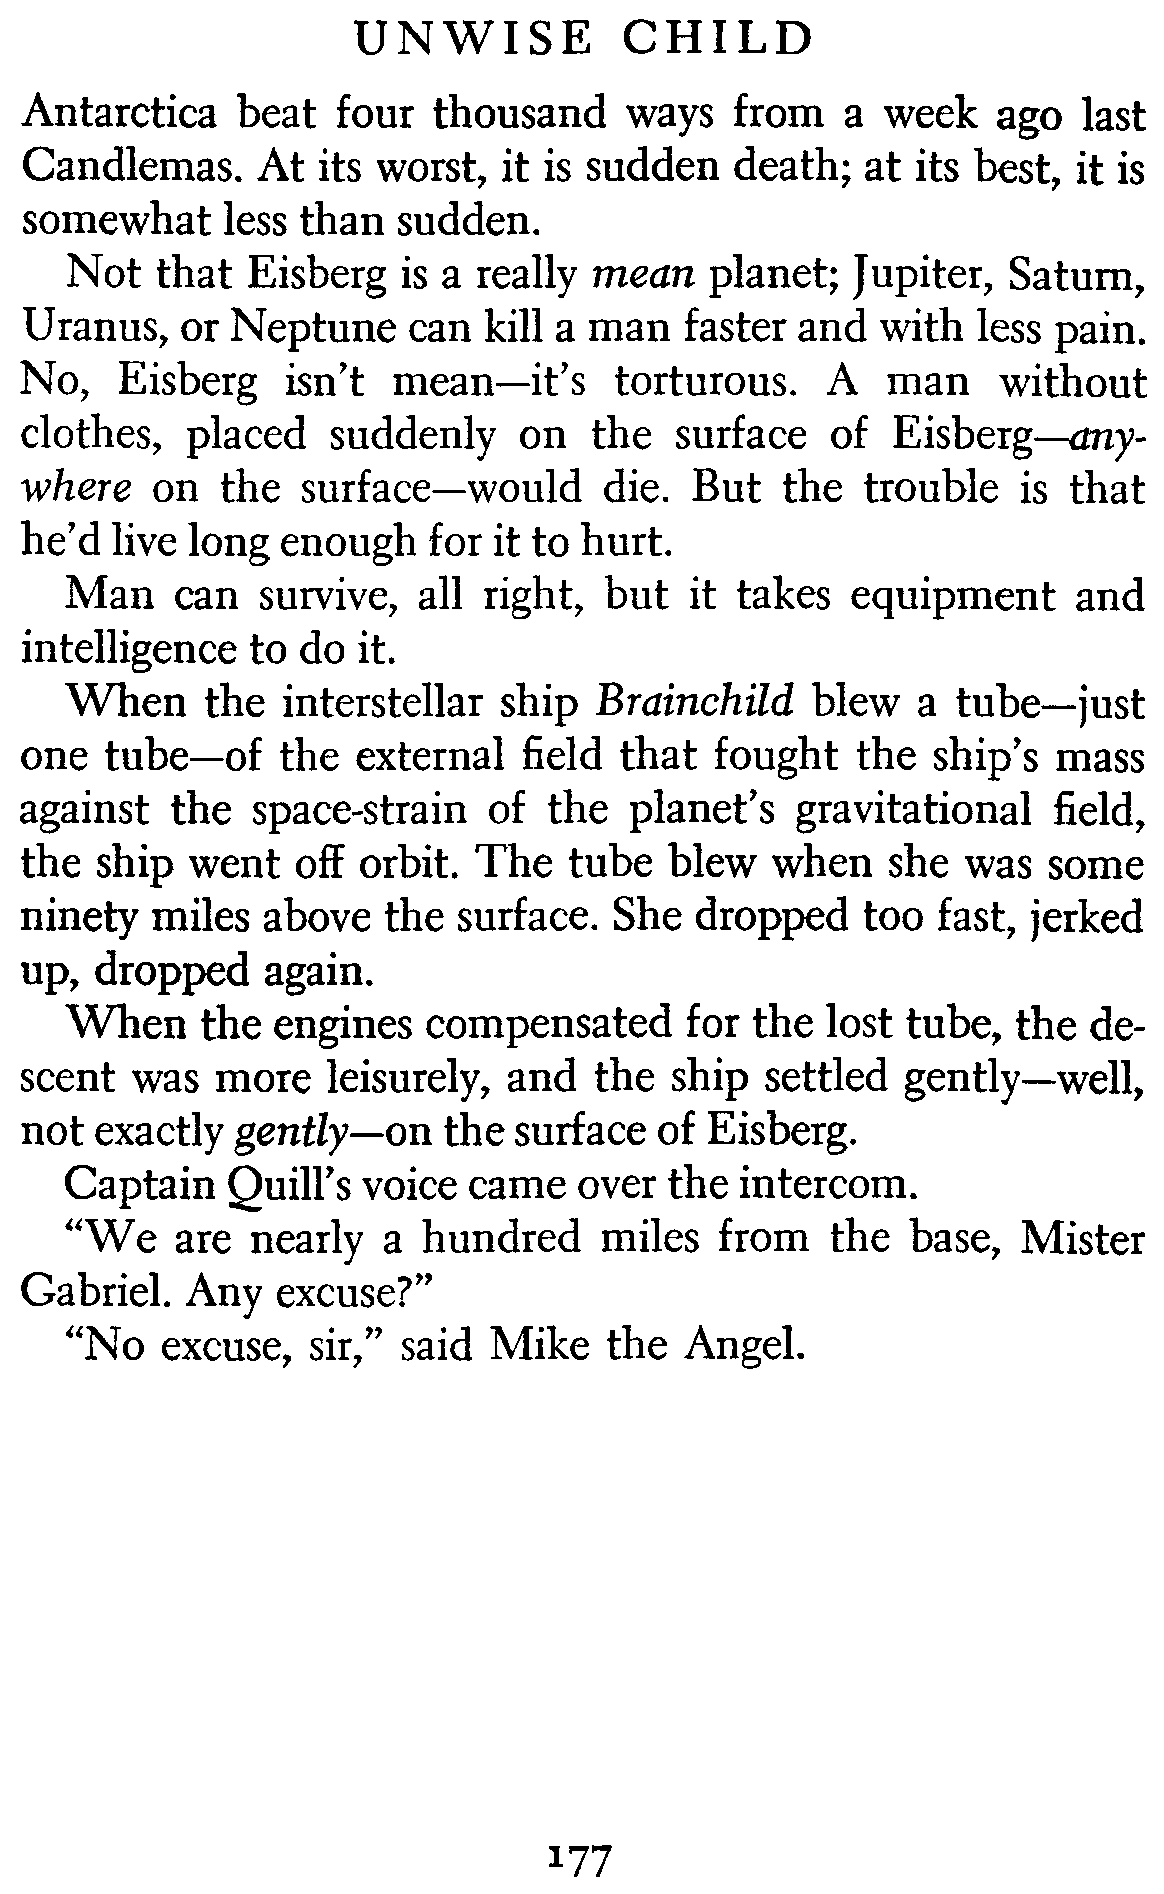 UNWISE CHILD
Antarctica beat four thousand ways from a week ago last
Candlemas. At its worst, it is sudden death; at its best, it is
somewhat less than sudden.
Not that Eisberg is a really mean planet; Jupiter, Saturn,
Uranus, or Neptune can kill a man faster and with less pain.
No, Eisberg isn't mean—it's torturous. A man without
clothes, placed suddenly on the surface of Eisberg—any-
where on the surface—would die. But the trouble is that
he'd live long enough for it to hurt.
Man can survive, all right, but it takes equipment and
intelligence to do it.
When the interstellar ship Brainchild blew a tube—just
one tube—of the external field that fought the ship's mass
against the space-strain of the planet's gravitational field,
the ship went off orbit. The tube blew when she was some
ninety miles above the surface. She dropped too fast, jerked
up, dropped again.
When the engines compensated for the lost tube, the de-
scent was more leisurely, and the ship settled gently—well,
not exactly gently—on the surface of Eisberg.
Captain Quill's voice came over the intercom.
“We are nearly a hundred miles from the base, Mister
Gabriel. Any excuse?”
“No excuse, sir,” said Mike the Angel.
177